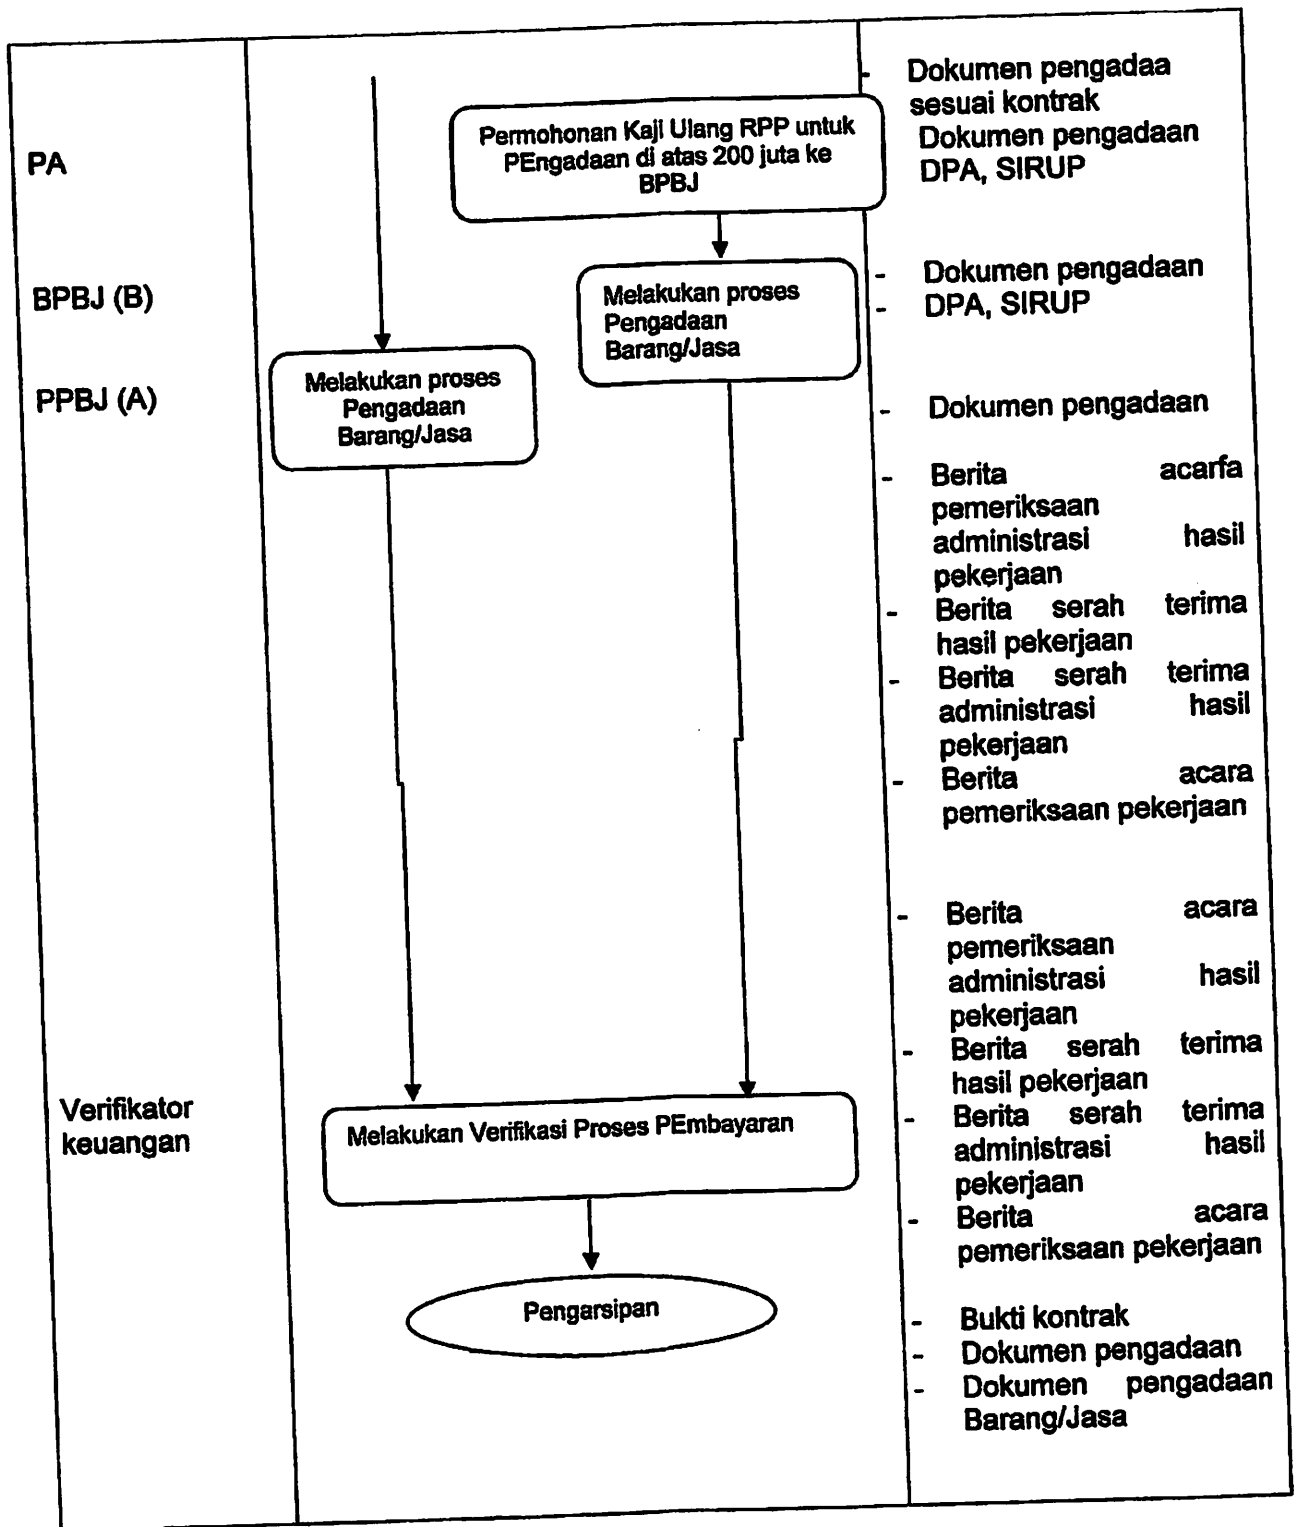 PA
Permohonan Kaji Ulang RPP untuk
PEngadaan di atas 200 juta ke
BPBJ
- Dokumen pengadaa
sesuai kontrak
Dokumen pengadaan
DPA, SIRUP
BPBJ (B)
Melakukan proses
Pengadaan
Barang/Jasa
- Dokumen pengadaan
- DPA, SIRUP
PPBJ (A)
Melakukan proses
Pengadaan
Barang/Jasa
- Dokumen pengadaan
- Berita acarfa
pemeriksaan
administrasi hasil
pekerjaan
- Berita serah terima
hasil pekerjaan
- Berita serah terima
administrasi hasil
pekerjaan
- Berita acara
pemeriksaan pekerjaan
Verifikator
keuangan
Melakukan Verifikasi Proses PEmbayaran
- Berita acara
pemeriksaan
administrasi hasil
pekerjaan
- Berita serah terima
hasil pekerjaan
- Berita serah terima
administrasi hasil
pekerjaan
- Berita acara
pemeriksaan pekerjaan
Pengarsipan
- Bukti kontrak
- Dokumen pengadaan
- Dokumen pengadaan
Barang/Jasa